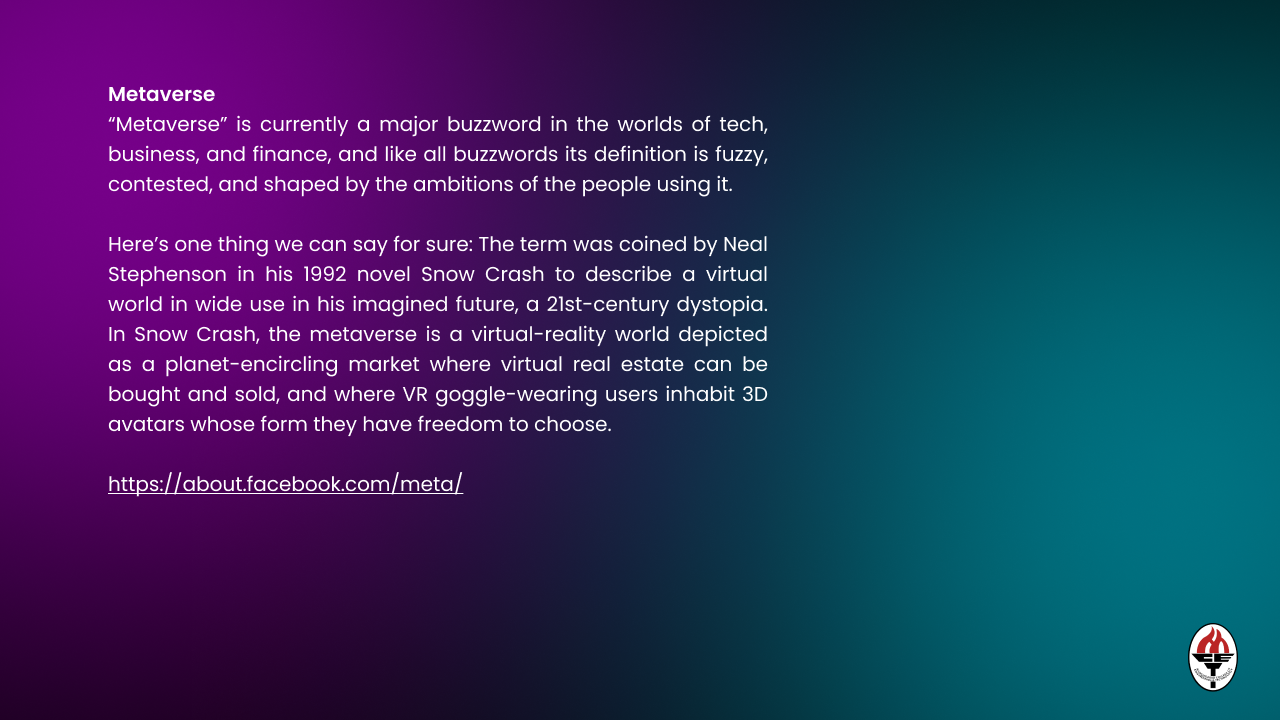 Metaverse
“Metaverse” is currently a major buzzword in the worlds of tech,
business, and finance, and like all buzzwords its definition is fuzzy,
contested, and shaped by the ambitions of the people using it.
Here’s one thing we can say for sure: The term was coined by Neal
Stephenson in his 1992 novel Snow Crash to describe a virtual
world in wide use in his imagined future, a 21st-century dystopia.
In Snow Crash, the metaverse is a virtual-reality world depicted
as a planet-encircling market where virtual real estate can be
bought and sold, and where VR goggle-wearing users inhabit 3D
avatars whose form they have freedom to choose.
https://about.facebook.com/meta/